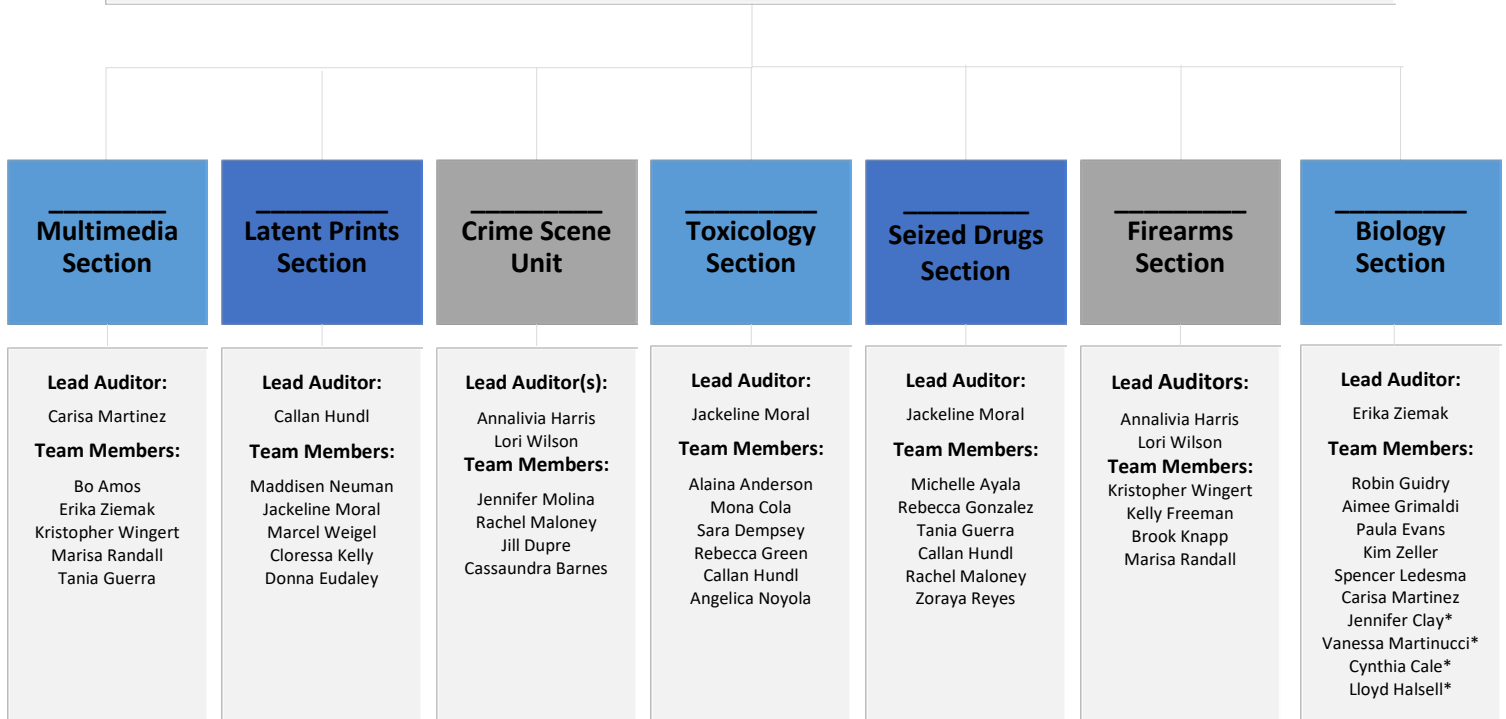 Multimedia
Section
Lead Auditor:
Carisa Martinez
Team Members:
Bo Amos
Erika Ziemak
Kristopher Wingert
Marisa Randall
Tania Guerra
Latent Prints
Section
Lead Auditor:
Callan Hundl
Team Members:
Maddisen Neuman
Jackeline Moral
Marcel Weigel
Cloressa Kelly
Donna Eudaley
Crime Scene
Unit
Lead Auditor(s):
Annalivia Harris
Lori Wilson
Team Members:
Jennifer Molina
Rachel Maloney
Jill Dupre
Cassaundra Barnes
Toxicology
Section
Lead Auditor:
Jackeline Moral
Team Members:
Alaina Anderson
Mona Cola
Sara Dempsey
Rebecca Green
Callan Hundl
Angelica Noyola
Seized Drugs
Section
Lead Auditor:
Jackeline Moral
Team Members:
Michelle Ayala
Rebecca Gonzalez
Tania Guerra
Callan Hundl
Rachel Maloney
Zoraya Reyes
Firearms
Section
Lead Auditors:
Annalivia Harris
Lori Wilson
Team Members:
Kristopher Wingert
Kelly Freeman
Brook Knapp
Marisa Randall
Biology
Section
Lead Auditor:
Erika Ziemak
Team Members:
Robin Guidry
Aimee Grimaldi
Paula Evans
Kim Zeller
Spencer Ledesma
Carisa Martinez
Jennifer Clay*
Vanessa Martinucci*
Cynthia Cale*
Lloyd Halsell*